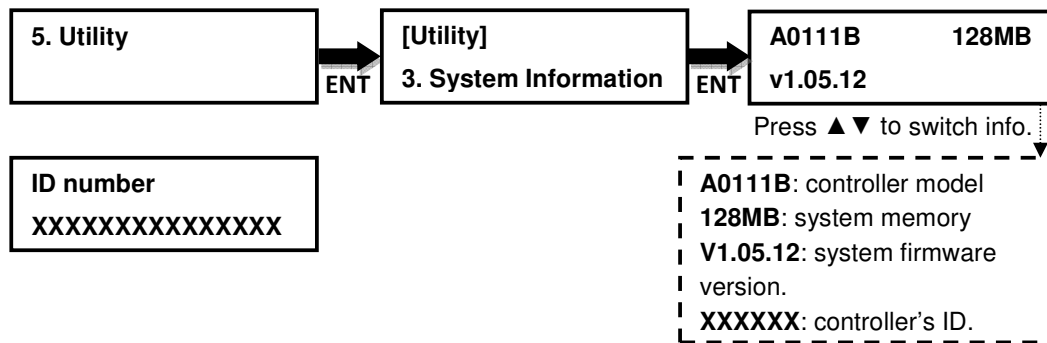 5. Utility
ENT
[Utility]
3. System Information
ENT
A0111B 128MB
v1.05.12
Press ▲▼ to switch info.
ID number
XXXXXXXXXXXXXXX
A0111B: controller model
128MB: system memory
V1.05.12: system firmware
version.
XXXXXX: controller’s ID.